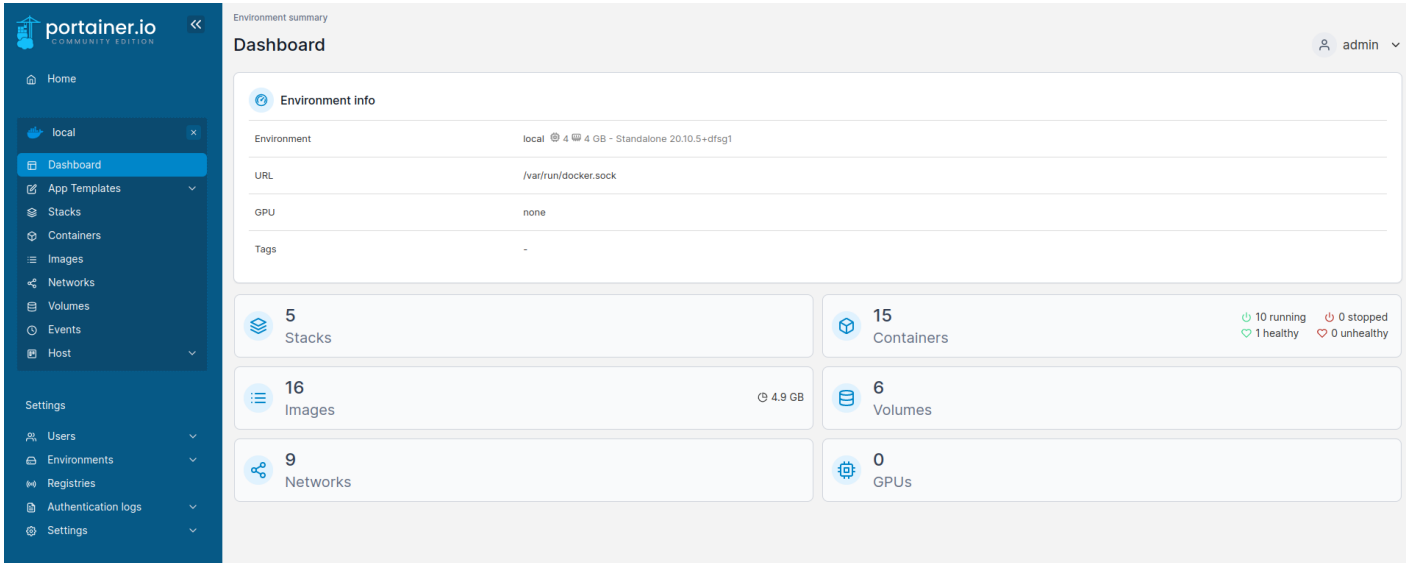 portainer.io
COMMUNITY EDITION
Home
local
Dashboard
App Templates
Stacks
Containers
Images
Networks
Volumes
Events
Host
Settings
Users
Environments
Registries
Authentication logs
Settings
Environment summary
Dashboard
admin
Environment info
Environment local 4 4 GB - Standalone 20.10.5+dfsg1
URL /var/run/docker.sock
GPU none
Tags -
5
Stacks
15
Containers
10 running 0 stopped
1 healthy 0 unhealthy
16
Images
4.9 GB
6
Volumes
9
Networks
0
GPUs